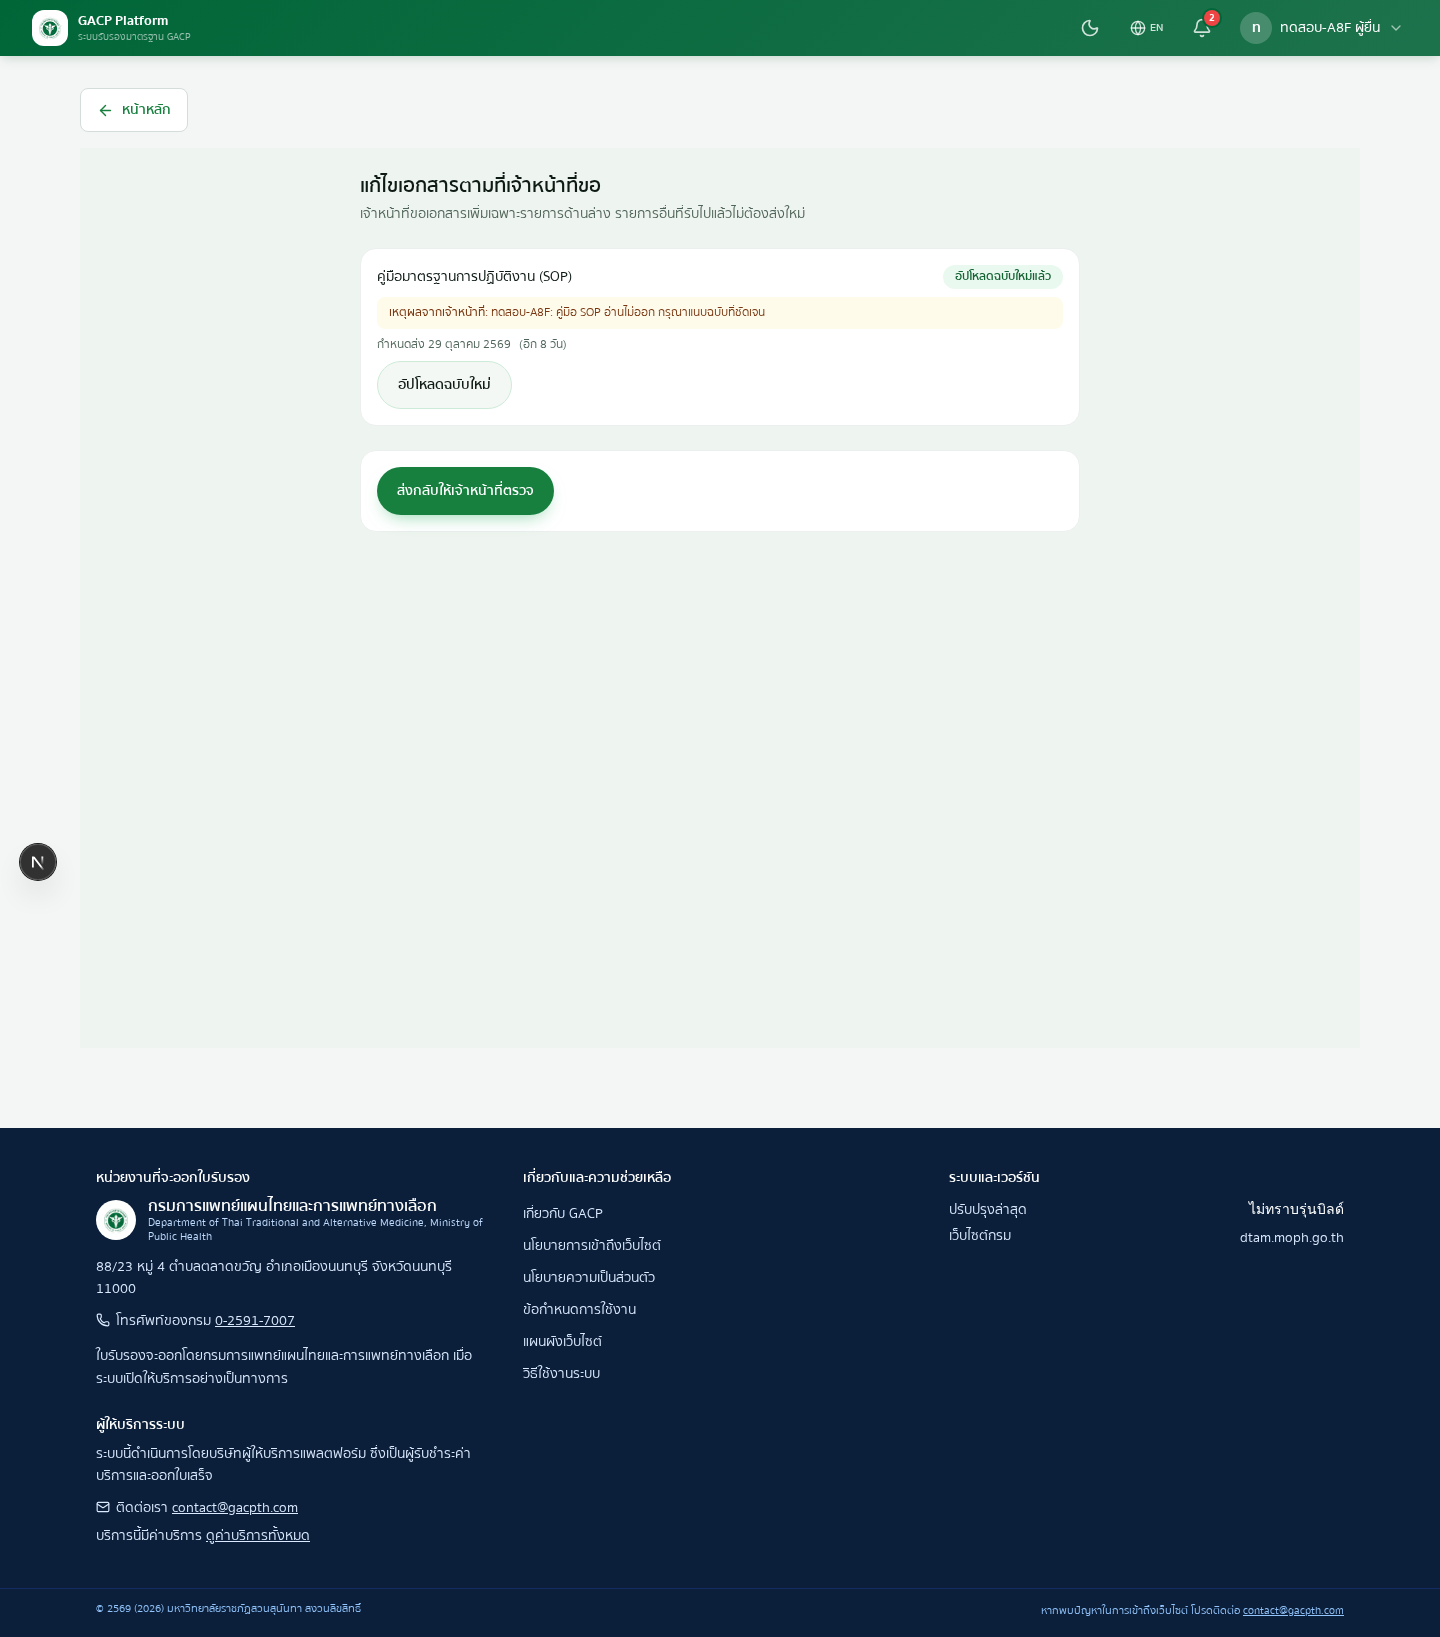 GACP Platform
ระบบรับรองมาตรฐาน GACP
EN
2
ท
ทดสอบ-A8F ผู้ยื่น
หน้าหลัก
แก้ไขเอกสารตามที่เจ้าหน้าที่ขอ
เจ้าหน้าที่ขอเอกสารเพิ่มเฉพาะรายการด้านล่าง รายการอื่นที่รับไปแล้วไม่ต้องส่งใหม่
คู่มือมาตรฐานการปฏิบัติงาน (SOP)
อัปโหลดฉบับใหม่แล้ว
เหตุผลจากเจ้าหน้าที่: ทดสอบ-A8F: คู่มือ SOP อ่านไม่ออก กรุณาแนบฉบับที่ชัดเจน
กำหนดส่ง 29 ตุลาคม 2569 (อีก 8 วัน)
อัปโหลดฉบับใหม่
ส่งกลับให้เจ้าหน้าที่ตรวจ
N
หน่วยงานที่จะออกใบรับรอง
กรมการแพทย์แผนไทยและการแพทย์ทางเลือก
Department of Thai Traditional and Alternative Medicine, Ministry of
Public Health
88/23 หมู่ 4 ตำบลตลาดขวัญ อำเภอเมืองนนทบุรี จังหวัดนนทบุรี
11000
โทรศัพท์ของกรม 0-2591-7007
ใบรับรองจะออกโดยกรมการแพทย์แผนไทยและการแพทย์ทางเลือก เมื่อ
ระบบเปิดให้บริการอย่างเป็นทางการ
ผู้ให้บริการระบบ
ระบบนี้ดำเนินการโดยบริษัทผู้ให้บริการแพลตฟอร์ม ซึ่งเป็นผู้รับชำระค่า
บริการและออกใบเสร็จ
ติดต่อเรา contact@gacpth.com
บริการนี้มีค่าบริการ ดูค่าบริการทั้งหมด
เกี่ยวกับและความช่วยเหลือ
เกี่ยวกับ GACP
นโยบายการเข้าถึงเว็บไซต์
นโยบายความเป็นส่วนตัว
ข้อกำหนดการใช้งาน
แผนผังเว็บไซต์
วิธีใช้งานระบบ
ระบบและเวอร์ชัน
ปรับปรุงล่าสุด
ไม่ทราบรุ่นบิลด์
เว็บไซต์กรม
dtam.moph.go.th
© 2569 (2026) มหาวิทยาลัยราชภัฏสวนสุนันทา สงวนลิขสิทธิ์
หากพบปัญหาในการเข้าถึงเว็บไซต์ โปรดติดต่อ contact@gacpth.com